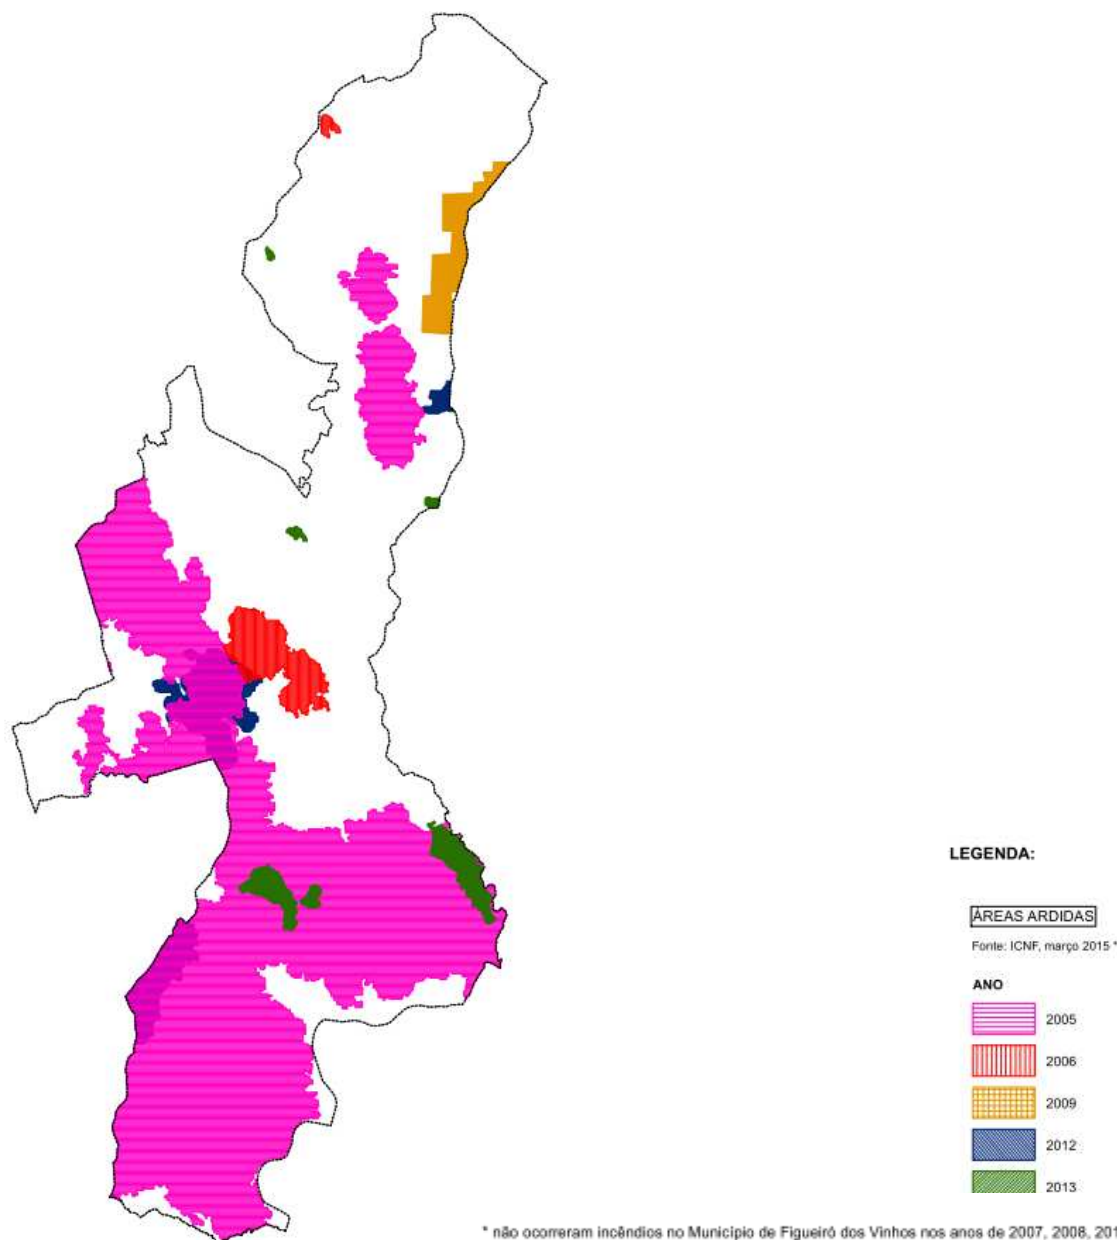 LEGENDA:
ÁREAS ARDIDAS
Fonte: ICNF, março 2015 *
ANO
2005
2006
2009
2012
2013
* não ocorreram incêndios no Município de Figueiró dos Vinhos nos anos de 2007, 2008, 201